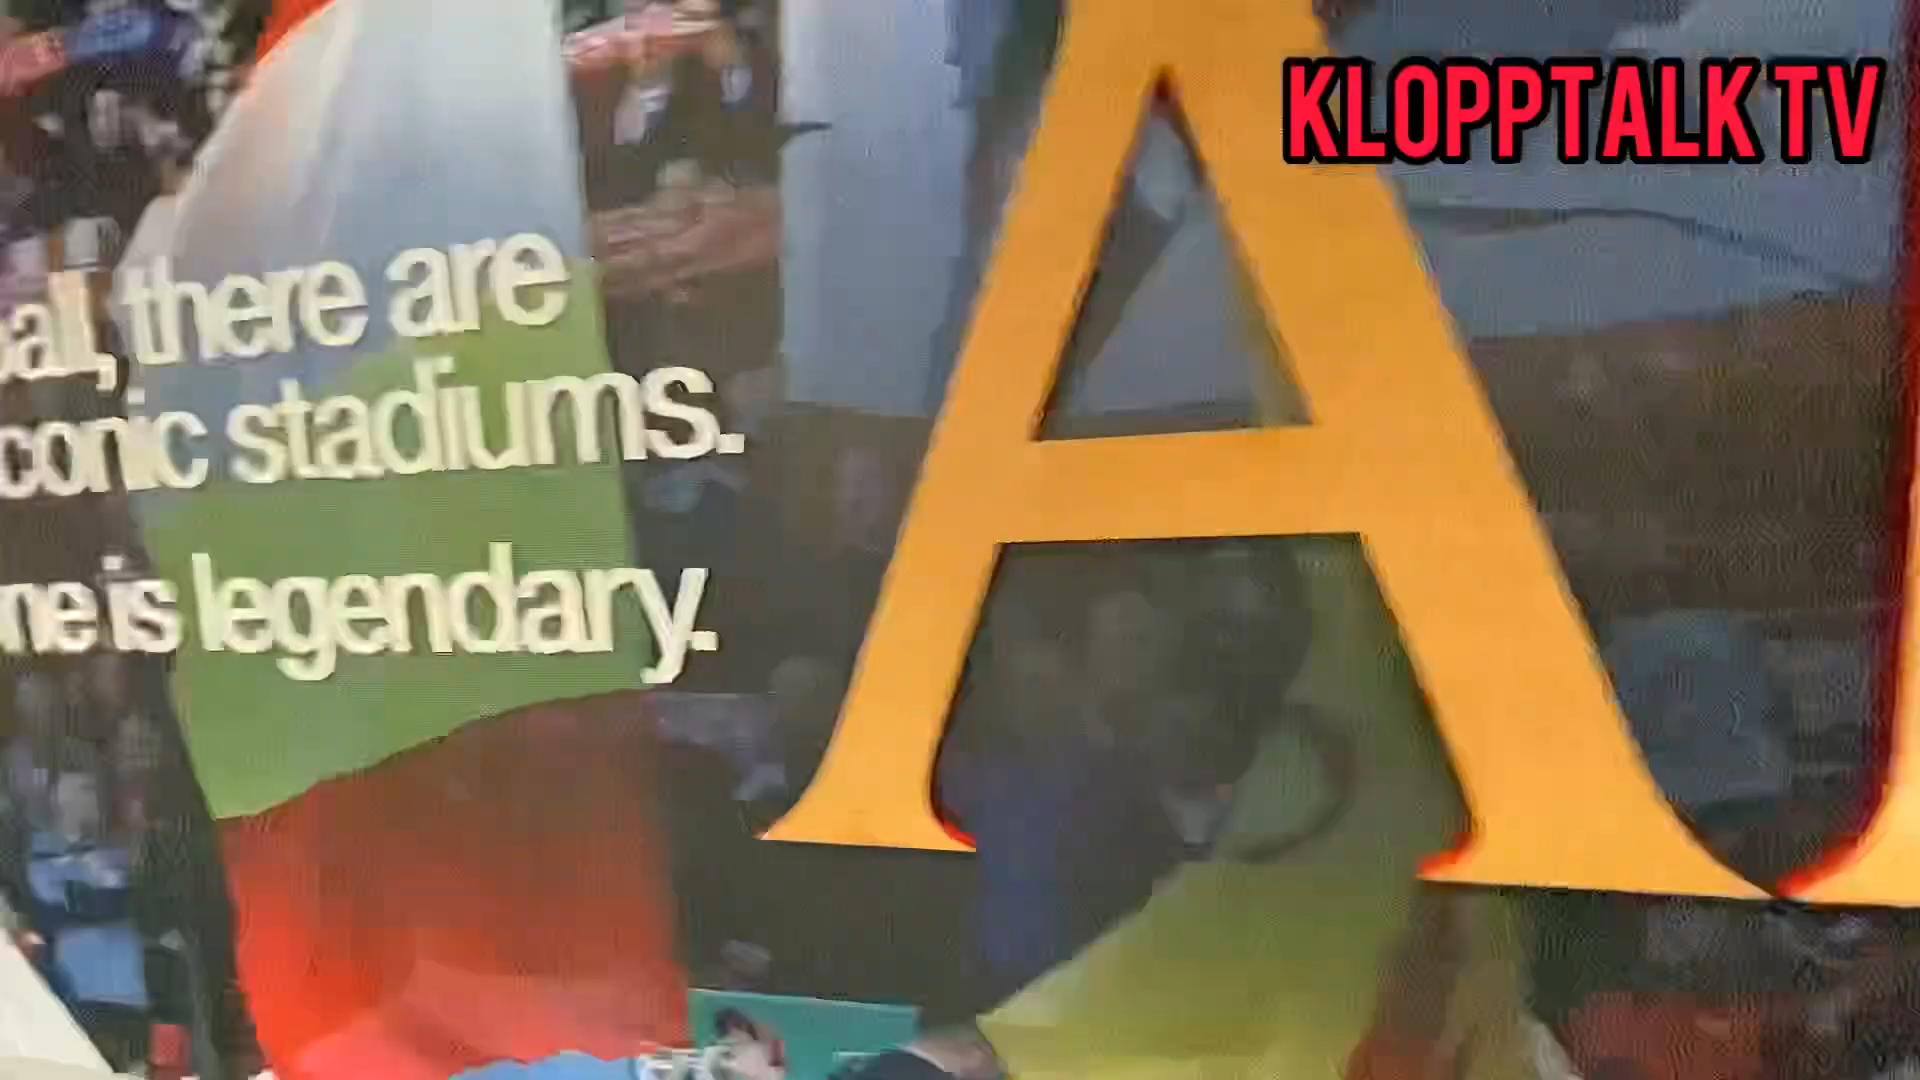 KLOPPTALK TV
there are
stadiums.
is legendary.
A